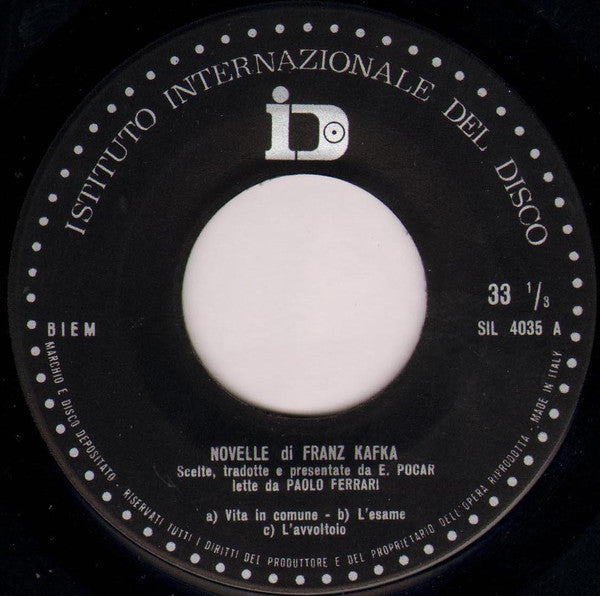 ISTITUTO INTERNAZIONALE DEL DISCO
iD
33 1/3
BIEM
SIL 4035 A
NOVELLE di FRANZ KAFKA
Scelte, tradotte e presentate da E. POCAR
lette da PAOLO FERRARI
a) Vita in comune - b) L'esame
c) L'avvoltoio
MARCHIO E DISCO DEPOSITATO - RISERVATI TUTTI I DIRITTI DEL PRODUTTORE E DEL PROPRIETARIO DELL'OPERA RIPRODOTTA - MADE IN ITALY